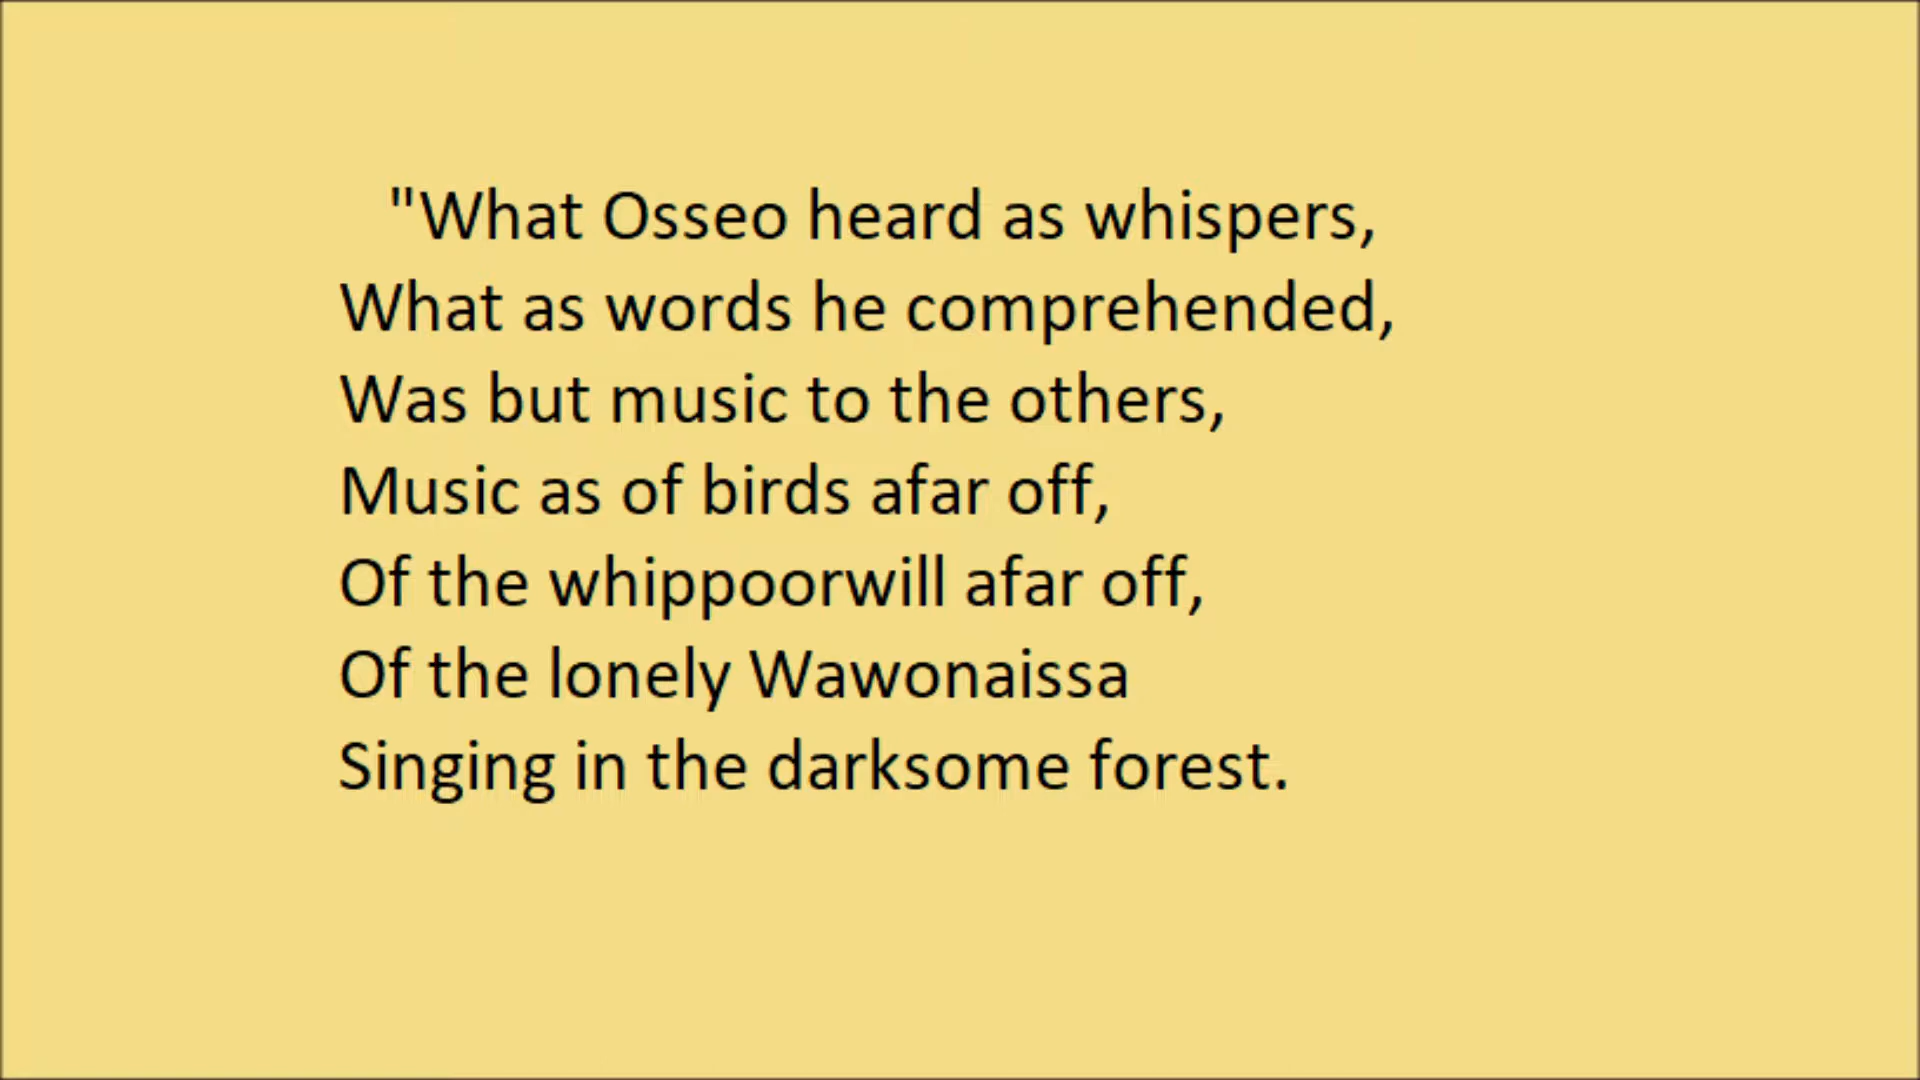 "What Osseo heard as whispers,
What as words he comprehended,
Was but music to the others,
Music as of birds afar off,
Of the whippoorwill afar off,
Of the lonely Wawonaissa
Singing in the darksome forest.